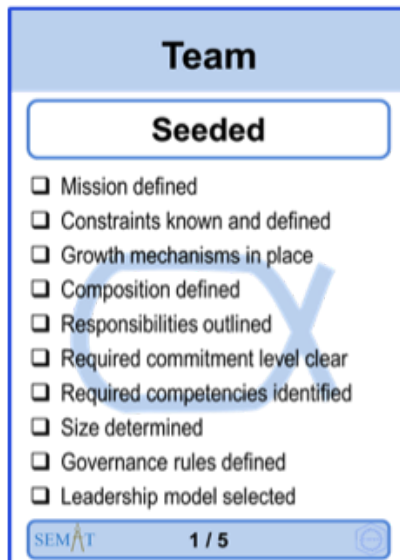 Team
Seeded
Mission defined
Constraints known and defined
Growth mechanisms in place
Composition defined
Responsibilities outlined
Required commitment level clear
Required competencies identified
Size determined
Governance rules defined
Leadership model selected
SEMAT 1 / 5